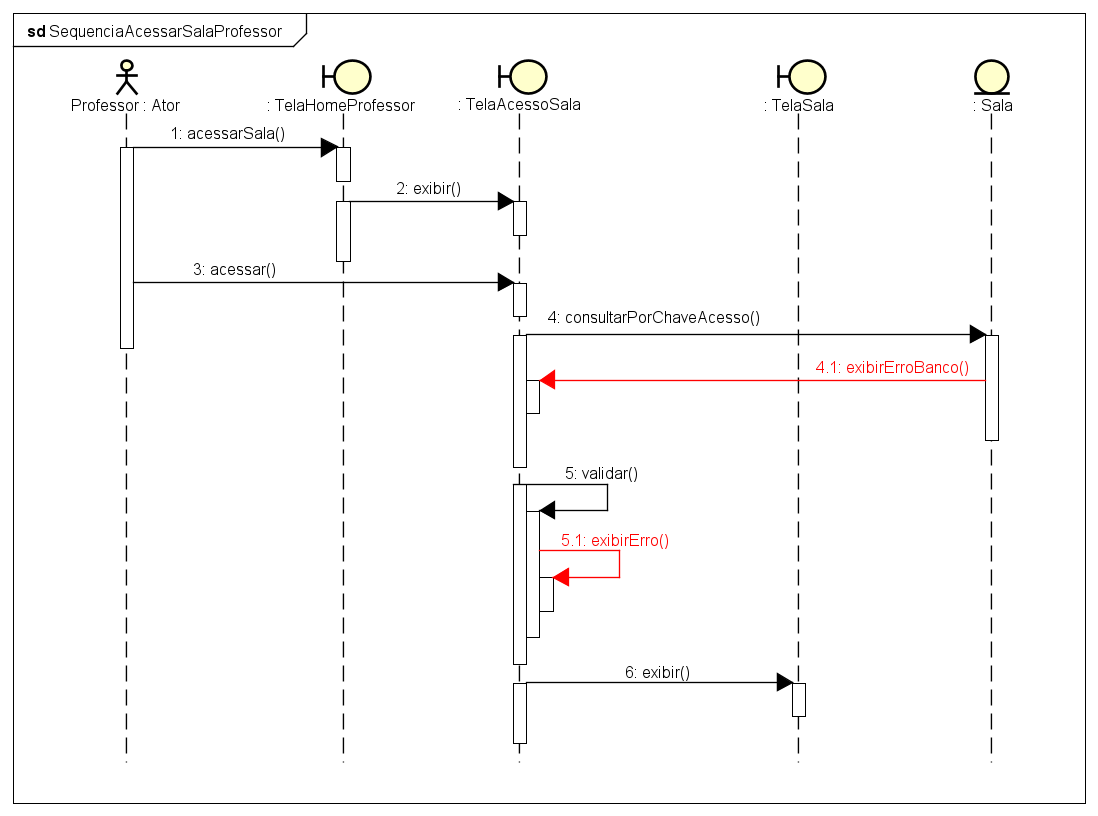 sd SequenciaAcessarSalaProfessor
Professor : Ator
: TelaHomeProfessor
: TelaAcessoSala
: TelaSala
: Sala
1: acessarSala()
2: exibir()
3: acessar()
4: consultarPorChaveAcesso()
4.1: exibirErroBanco()
5: validar()
5.1: exibirErro()
6: exibir()